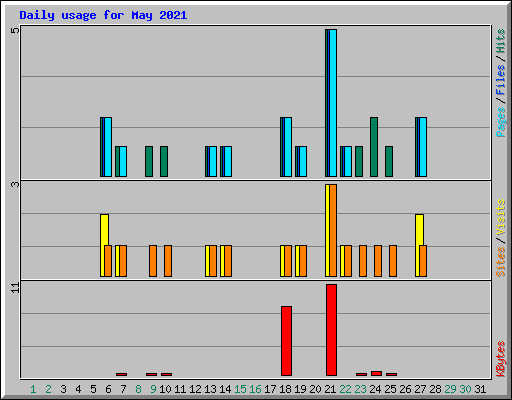 Daily usage for May 2021
5
Pages / Files / Hits
3
Sites / Visits
11
KBytes
1 2 3 4 5 6 7 8 9 10 11 12 13 14 15 16 17 18 19 20 21 22 23 24 25 26 27 28 29 30 31